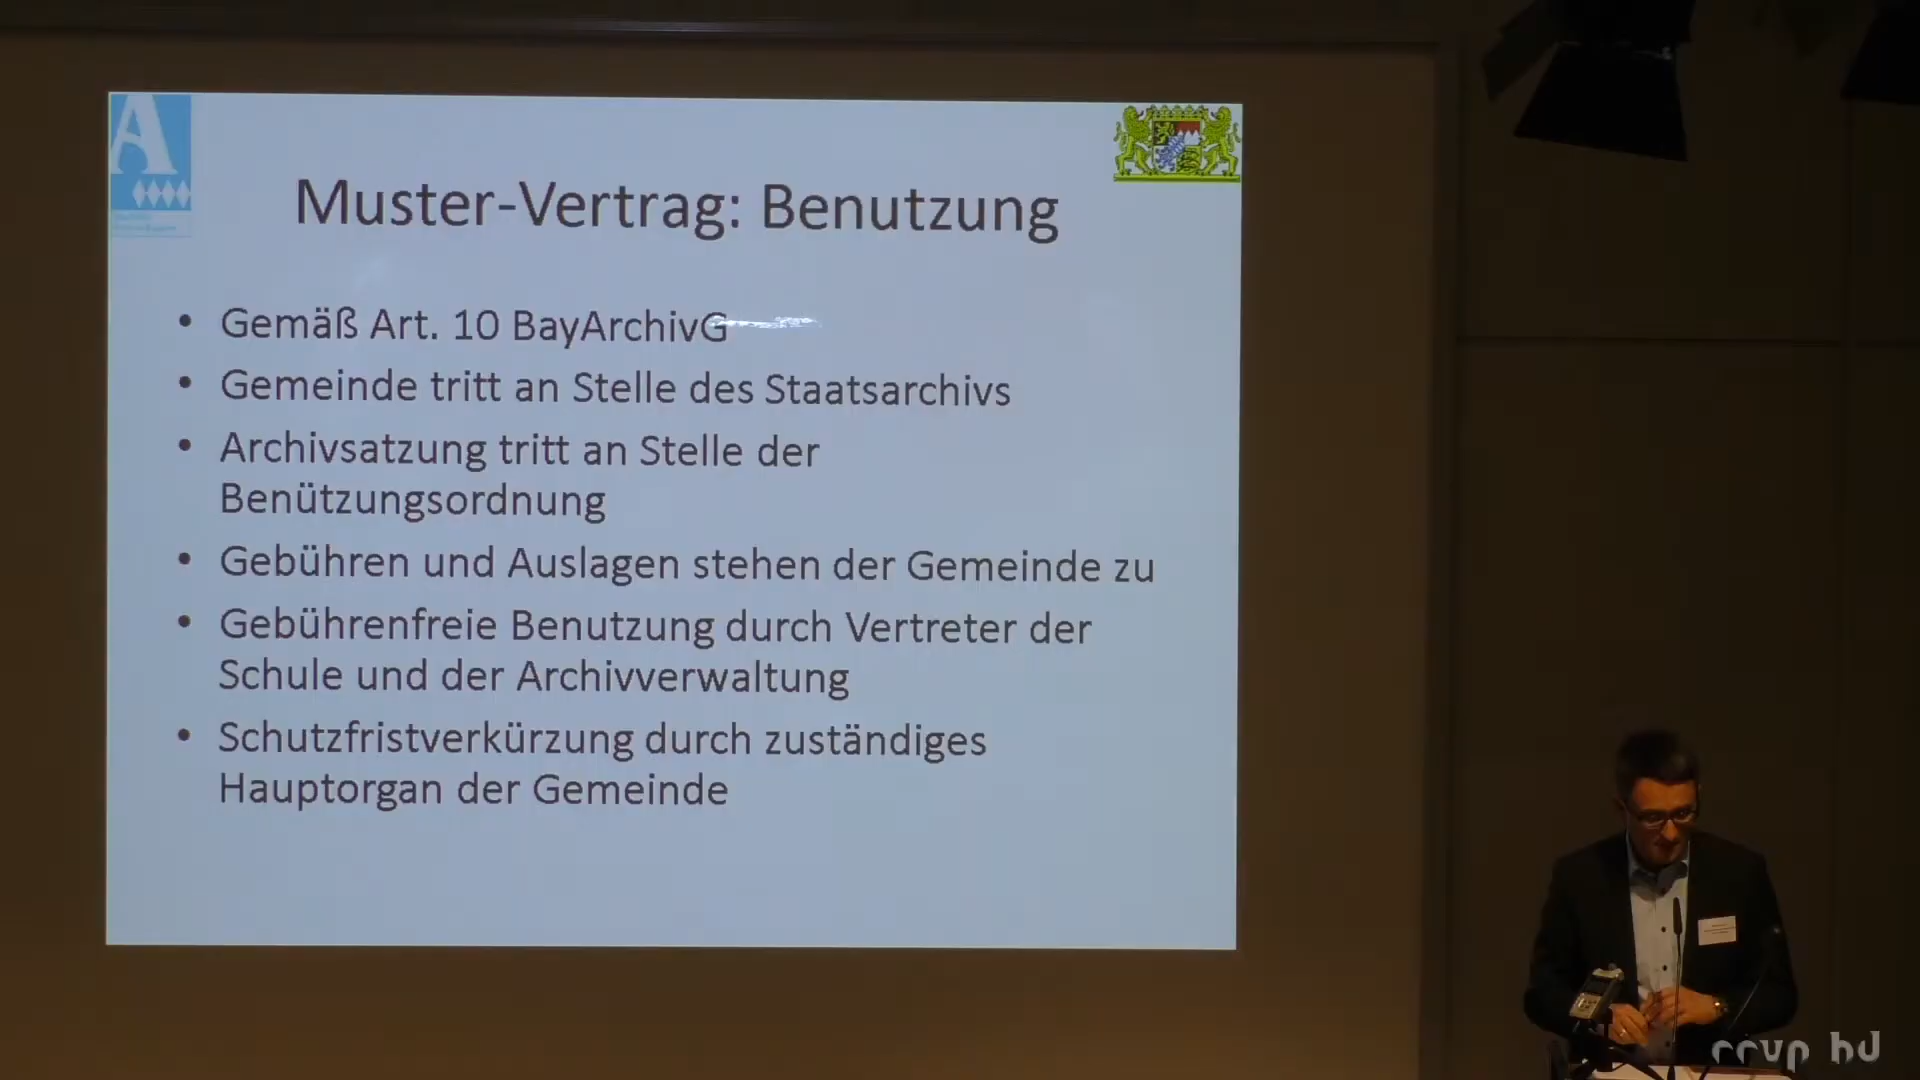 A
Muster-Vertrag: Benutzung
• Gemäß Art. 10 BayArchivG
• Gemeinde tritt an Stelle des Staatsarchivs
• Archivsatzung tritt an Stelle der
Benützungsordnung
• Gebühren und Auslagen stehen der Gemeinde zu
• Gebührenfreie Benutzung durch Vertreter der
Schule und der Archivverwaltung
• Schutzfristverkürzung durch zuständiges
Hauptorgan der Gemeinde